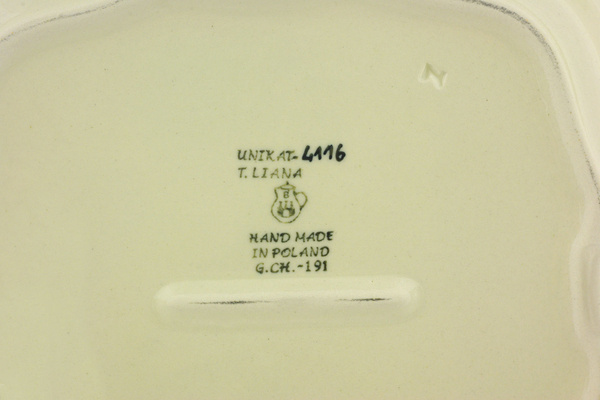 N
UNIKAT-4116
T. LIANA
HAND MADE
IN POLAND
G.CH.-191